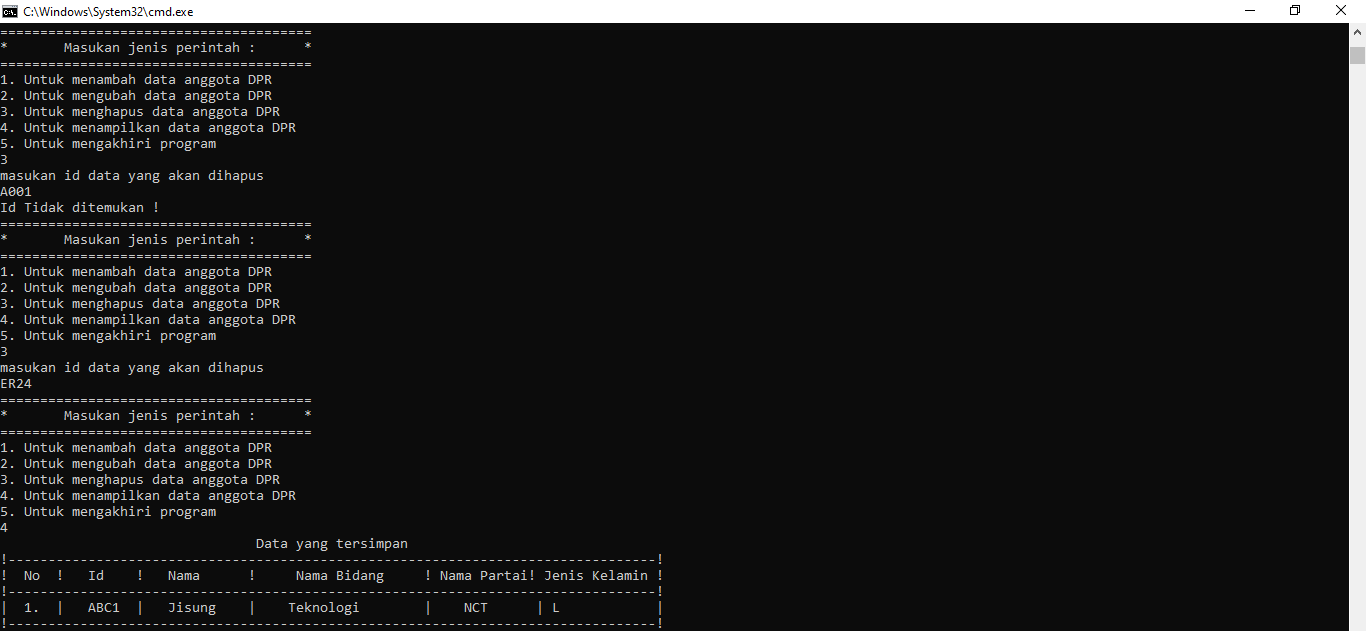 C:\Windows\System32\cmd.exe
=======================================
*       Masukan jenis perintah :      *
=======================================
1. Untuk menambah data anggota DPR
2. Untuk mengubah data anggota DPR
3. Untuk menghapus data anggota DPR
4. Untuk menampilkan data anggota DPR
5. Untuk mengakhiri program
3
masukan id data yang akan dihapus
A001
Id Tidak ditemukan !
=======================================
*       Masukan jenis perintah :      *
=======================================
1. Untuk menambah data anggota DPR
2. Untuk mengubah data anggota DPR
3. Untuk menghapus data anggota DPR
4. Untuk menampilkan data anggota DPR
5. Untuk mengakhiri program
3
masukan id data yang akan dihapus
ER24
=======================================
*       Masukan jenis perintah :      *
=======================================
1. Untuk menambah data anggota DPR
2. Untuk mengubah data anggota DPR
3. Untuk menghapus data anggota DPR
4. Untuk menampilkan data anggota DPR
5. Untuk mengakhiri program
4
                                Data yang tersimpan
!---------------------------------------------------------------------------------!
!  No  !   Id    !   Nama      !     Nama Bidang     ! Nama Partai! Jenis Kelamin !
!---------------------------------------------------------------------------------!
|  1.  |   ABC1  |   Jisung    |    Teknologi        |    NCT      | L            |
!---------------------------------------------------------------------------------!